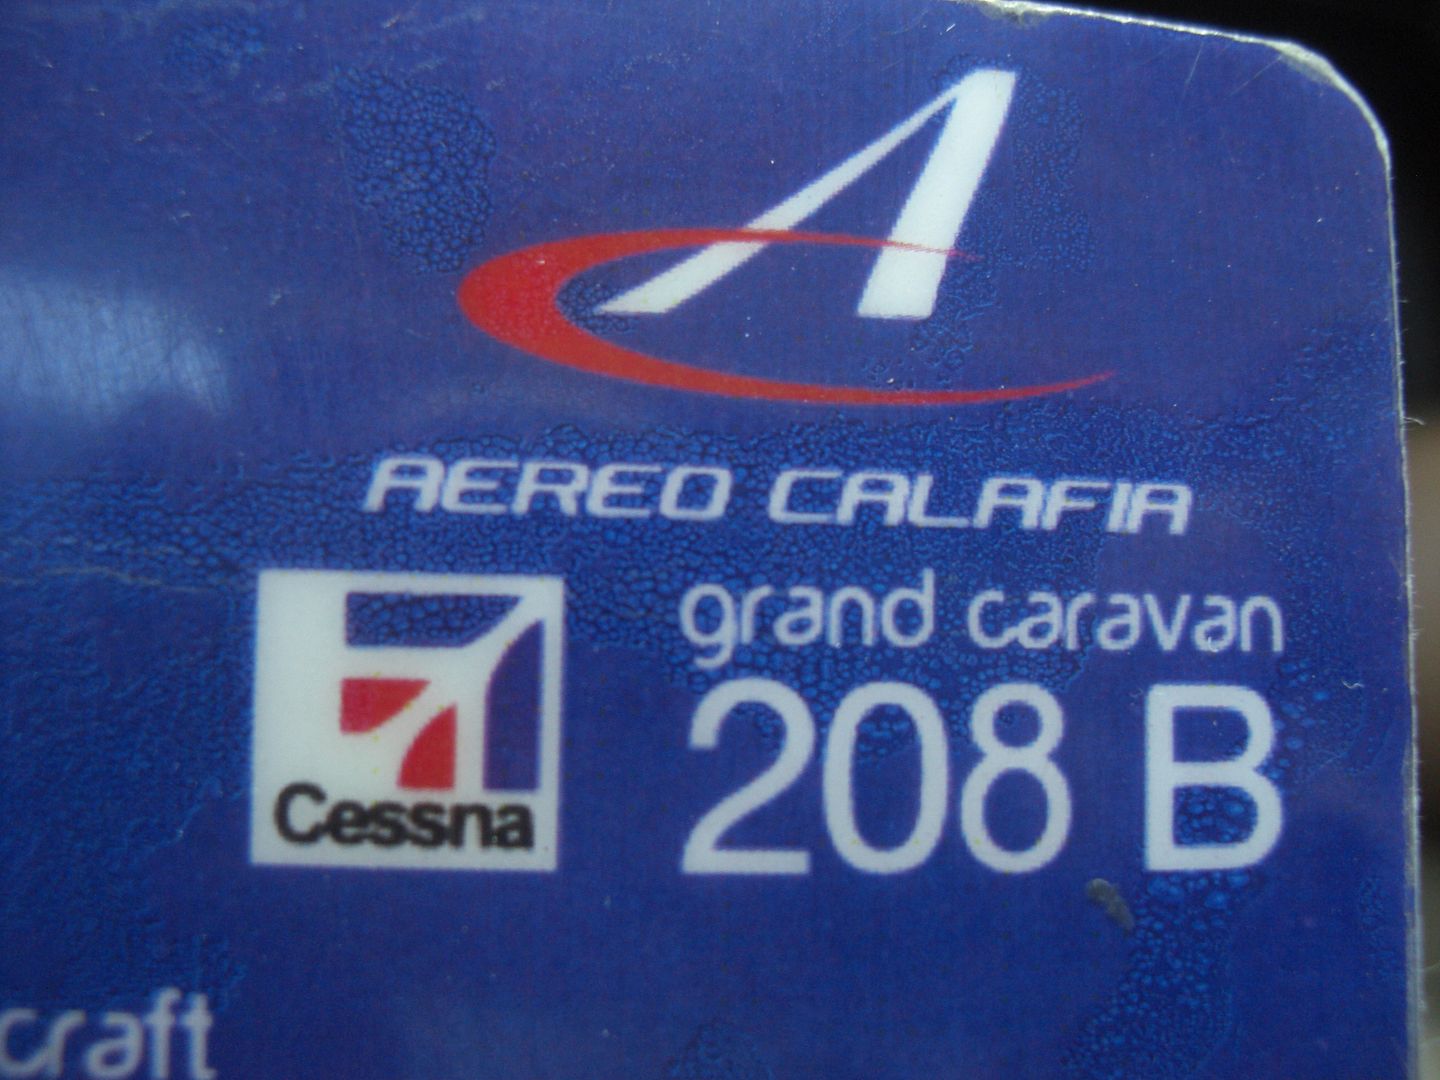 AEREO CALAFIA
grand caravan
208 B
Cessna
craft